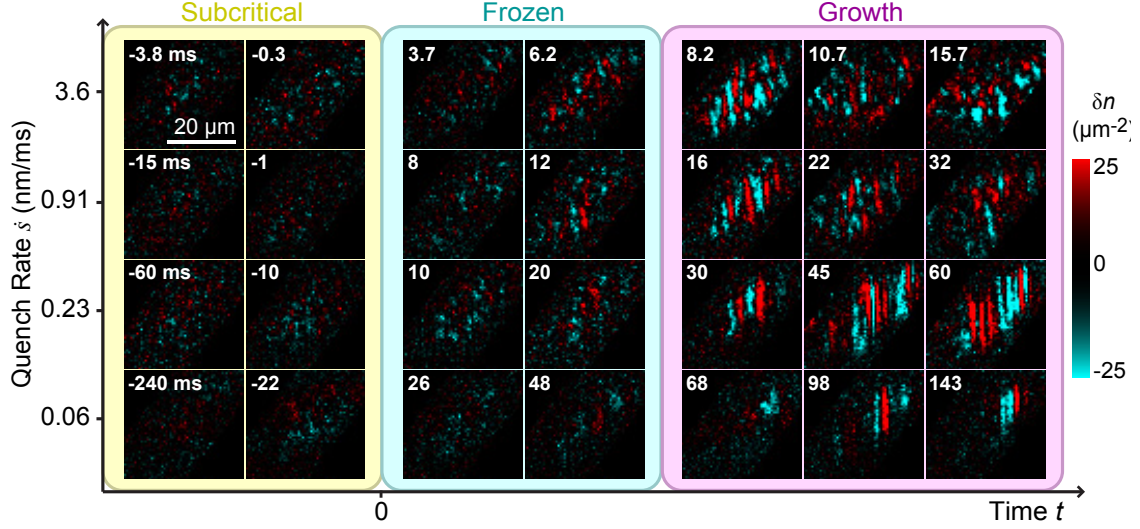 Subcritical Frozen Growth
3.6 -3.8 ms -0.3 3.7 6.2 8.2 10.7 15.7
20 µm
δn
(µm-2)
0.91 -15 ms -1 8 12 16 22 32
25
0
-25
0.23 -60 ms -10 10 20 30 45 60
0.06 -240 ms -22 26 48 68 98 143
Quench Rate ṡ (nm/ms)
0 Time t